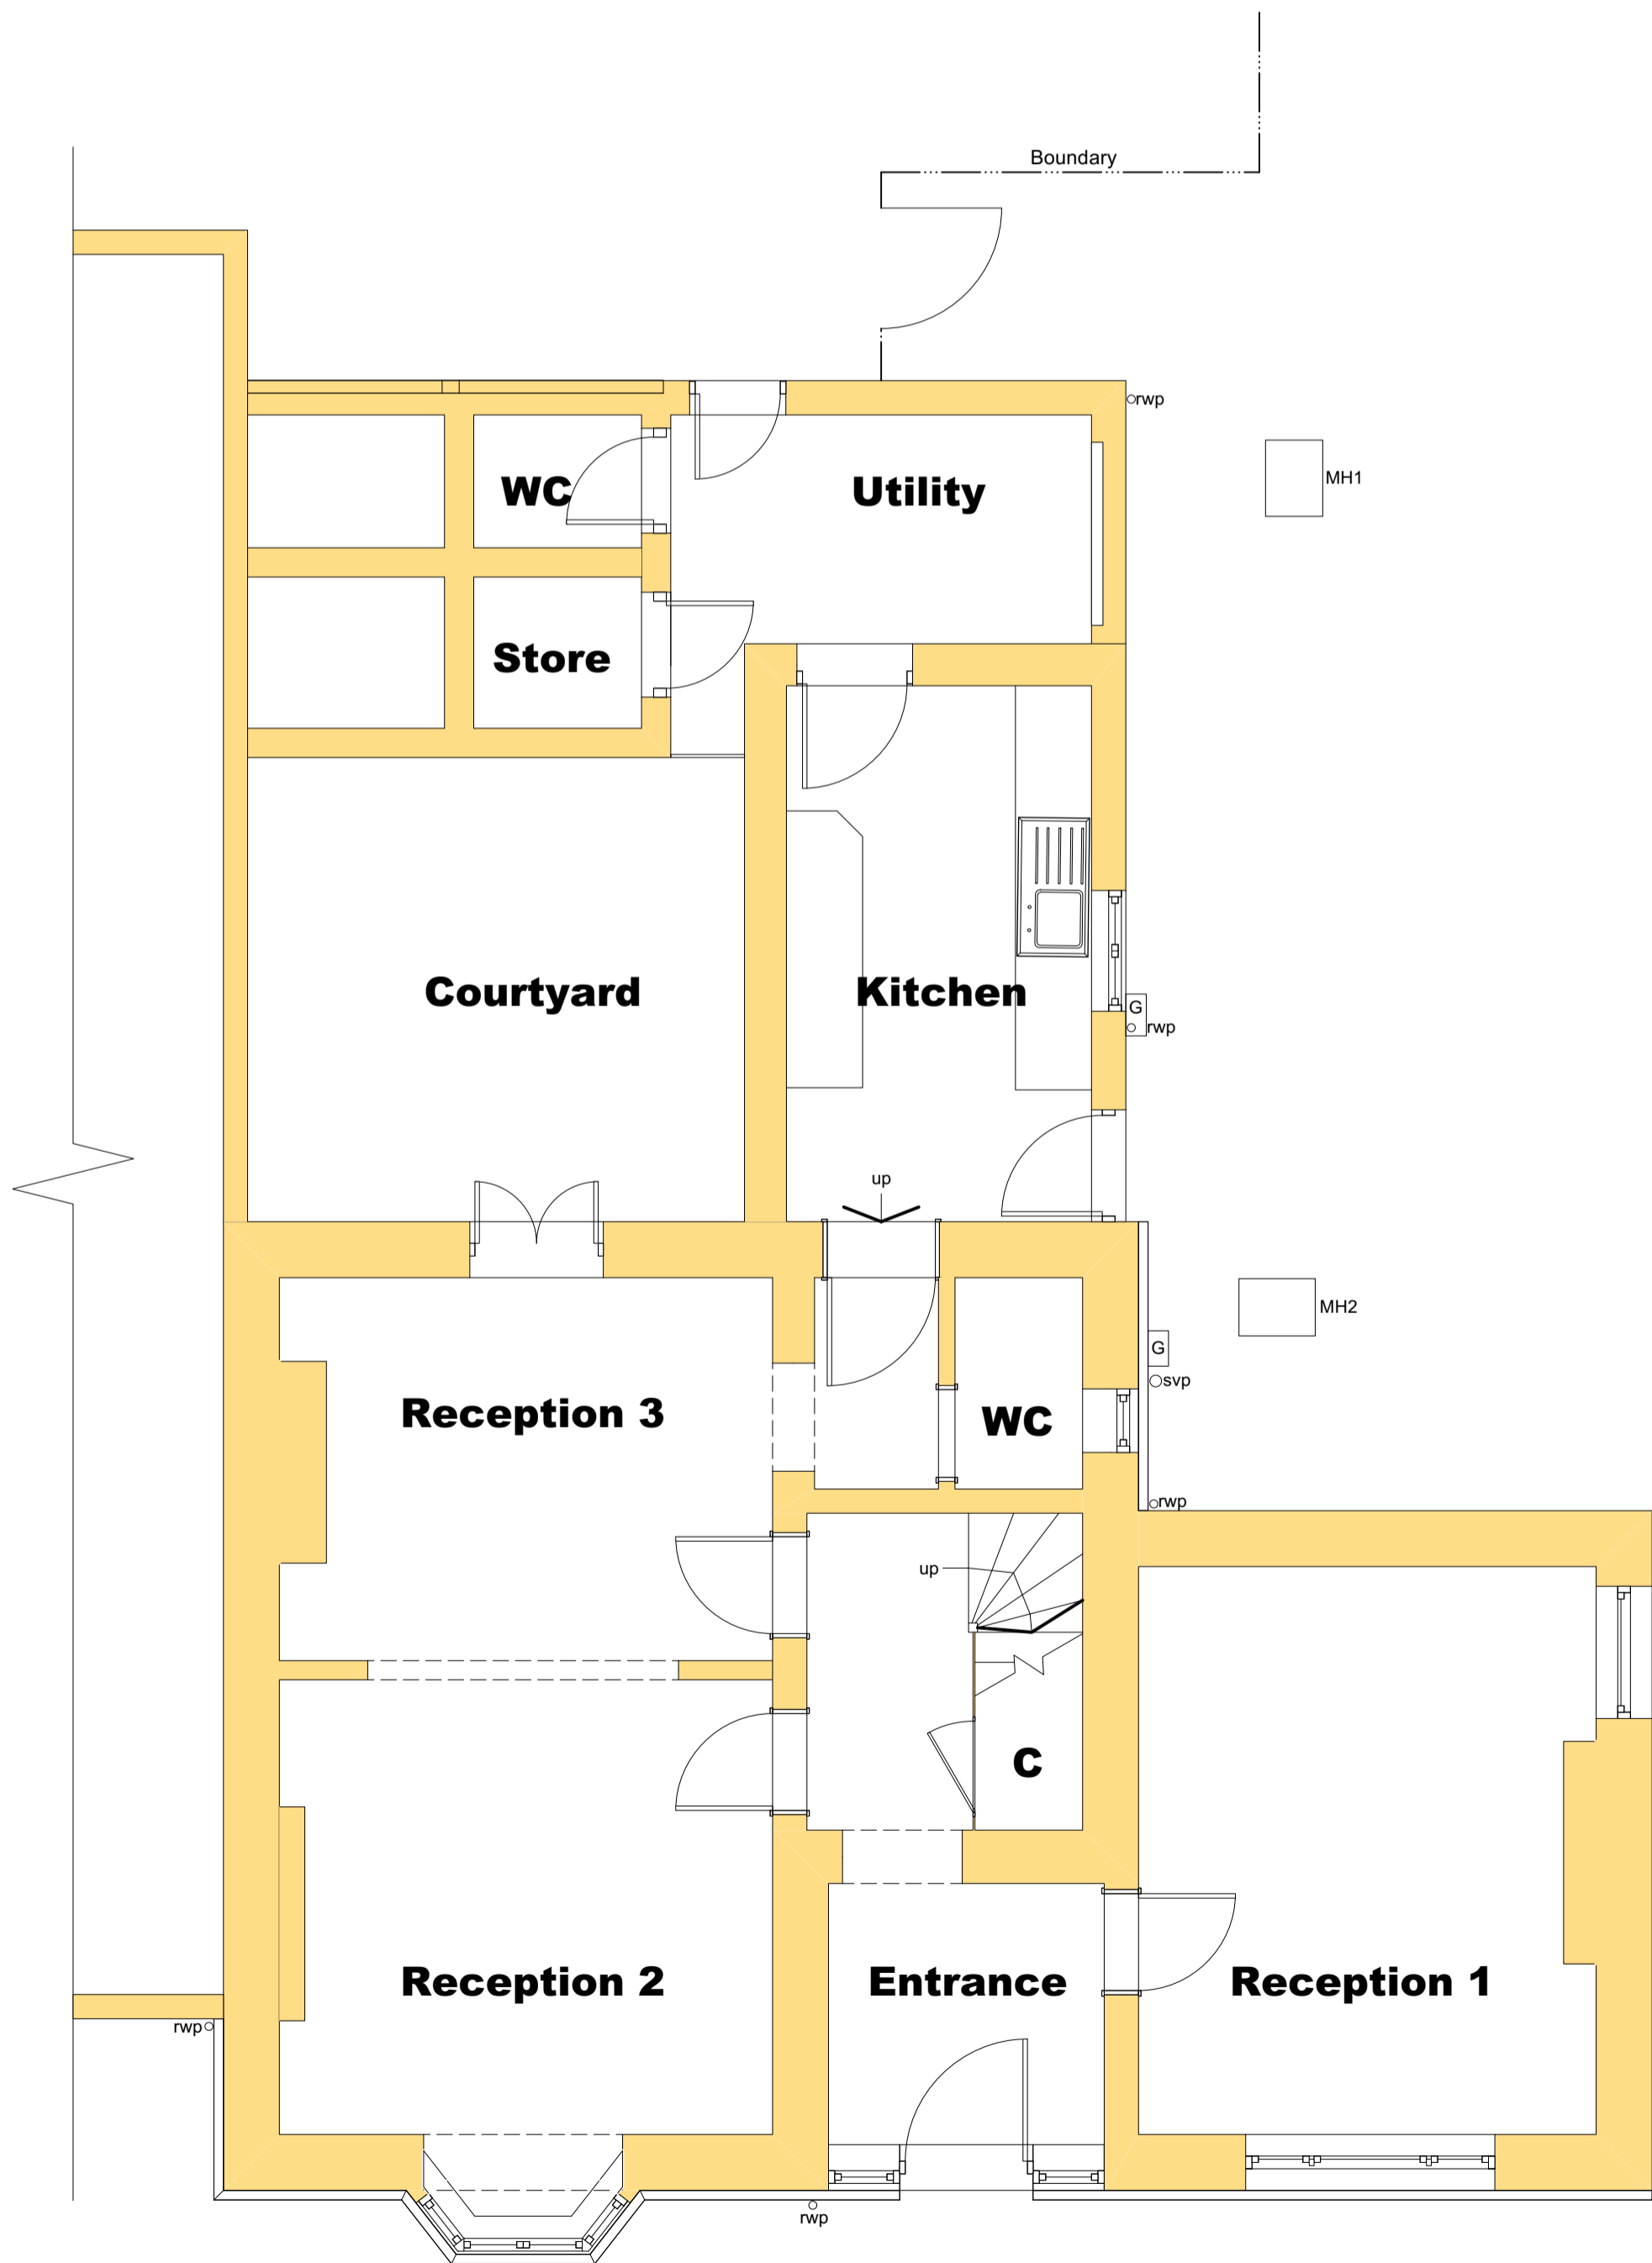 Boundary
rwp
MH1
WC
Utility
Store
Courtyard
Kitchen
G
rwp
up
MH2
G
svp
Reception 3
WC
rwp
up
C
Reception 2
Entrance
Reception 1
rwp
rwp